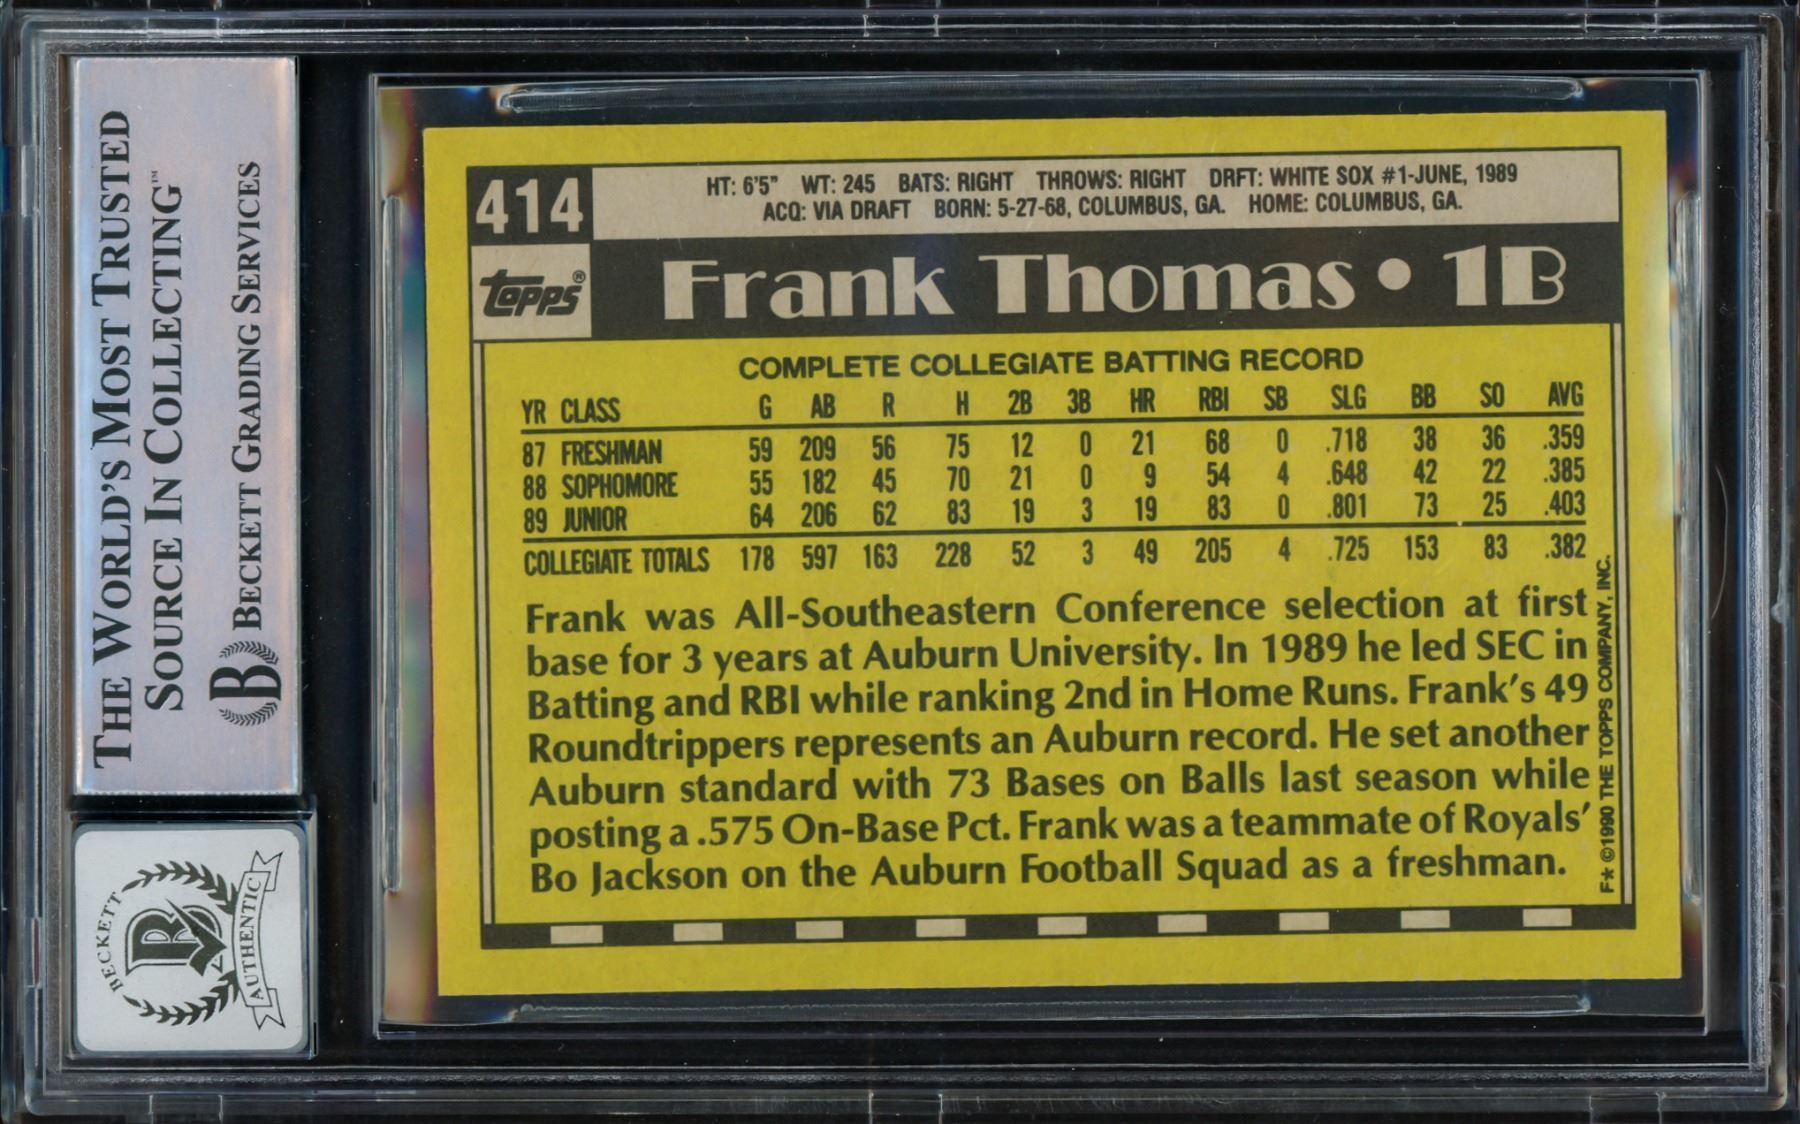 THE WORLD'S MOST TRUSTED
SOURCE IN COLLECTING™
B BECKETT GRADING SERVICES
BECKETT
B
AUTHENTIC
414
HT: 6'5" WT: 245 BATS: RIGHT THROWS: RIGHT DRFT: WHITE SOX #1-JUNE, 1989
ACQ: VIA DRAFT BORN: 5-27-68, COLUMBUS, GA. HOME: COLUMBUS, GA.
topps®
Frank Thomas • 1B
COMPLETE COLLEGIATE BATTING RECORD
YR CLASS G AB R H 2B 3B HR RBI SB SLG BB SO AVG
87 FRESHMAN 59 209 56 75 12 0 21 68 0 .718 38 36 .359
88 SOPHOMORE 55 182 45 70 21 0 9 54 4 .648 42 22 .385
89 JUNIOR 64 206 62 83 19 3 19 83 0 .801 73 25 .403
COLLEGIATE TOTALS 178 597 163 228 52 3 49 205 4 .725 153 83 .382
Frank was All-Southeastern Conference selection at first
base for 3 years at Auburn University. In 1989 he led SEC in
Batting and RBI while ranking 2nd in Home Runs. Frank's 49
Roundtrippers represents an Auburn record. He set another
Auburn standard with 73 Bases on Balls last season while
posting a .575 On-Base Pct. Frank was a teammate of Royals'
Bo Jackson on the Auburn Football Squad as a freshman.
F★ ©1990 THE TOPPS COMPANY, INC.